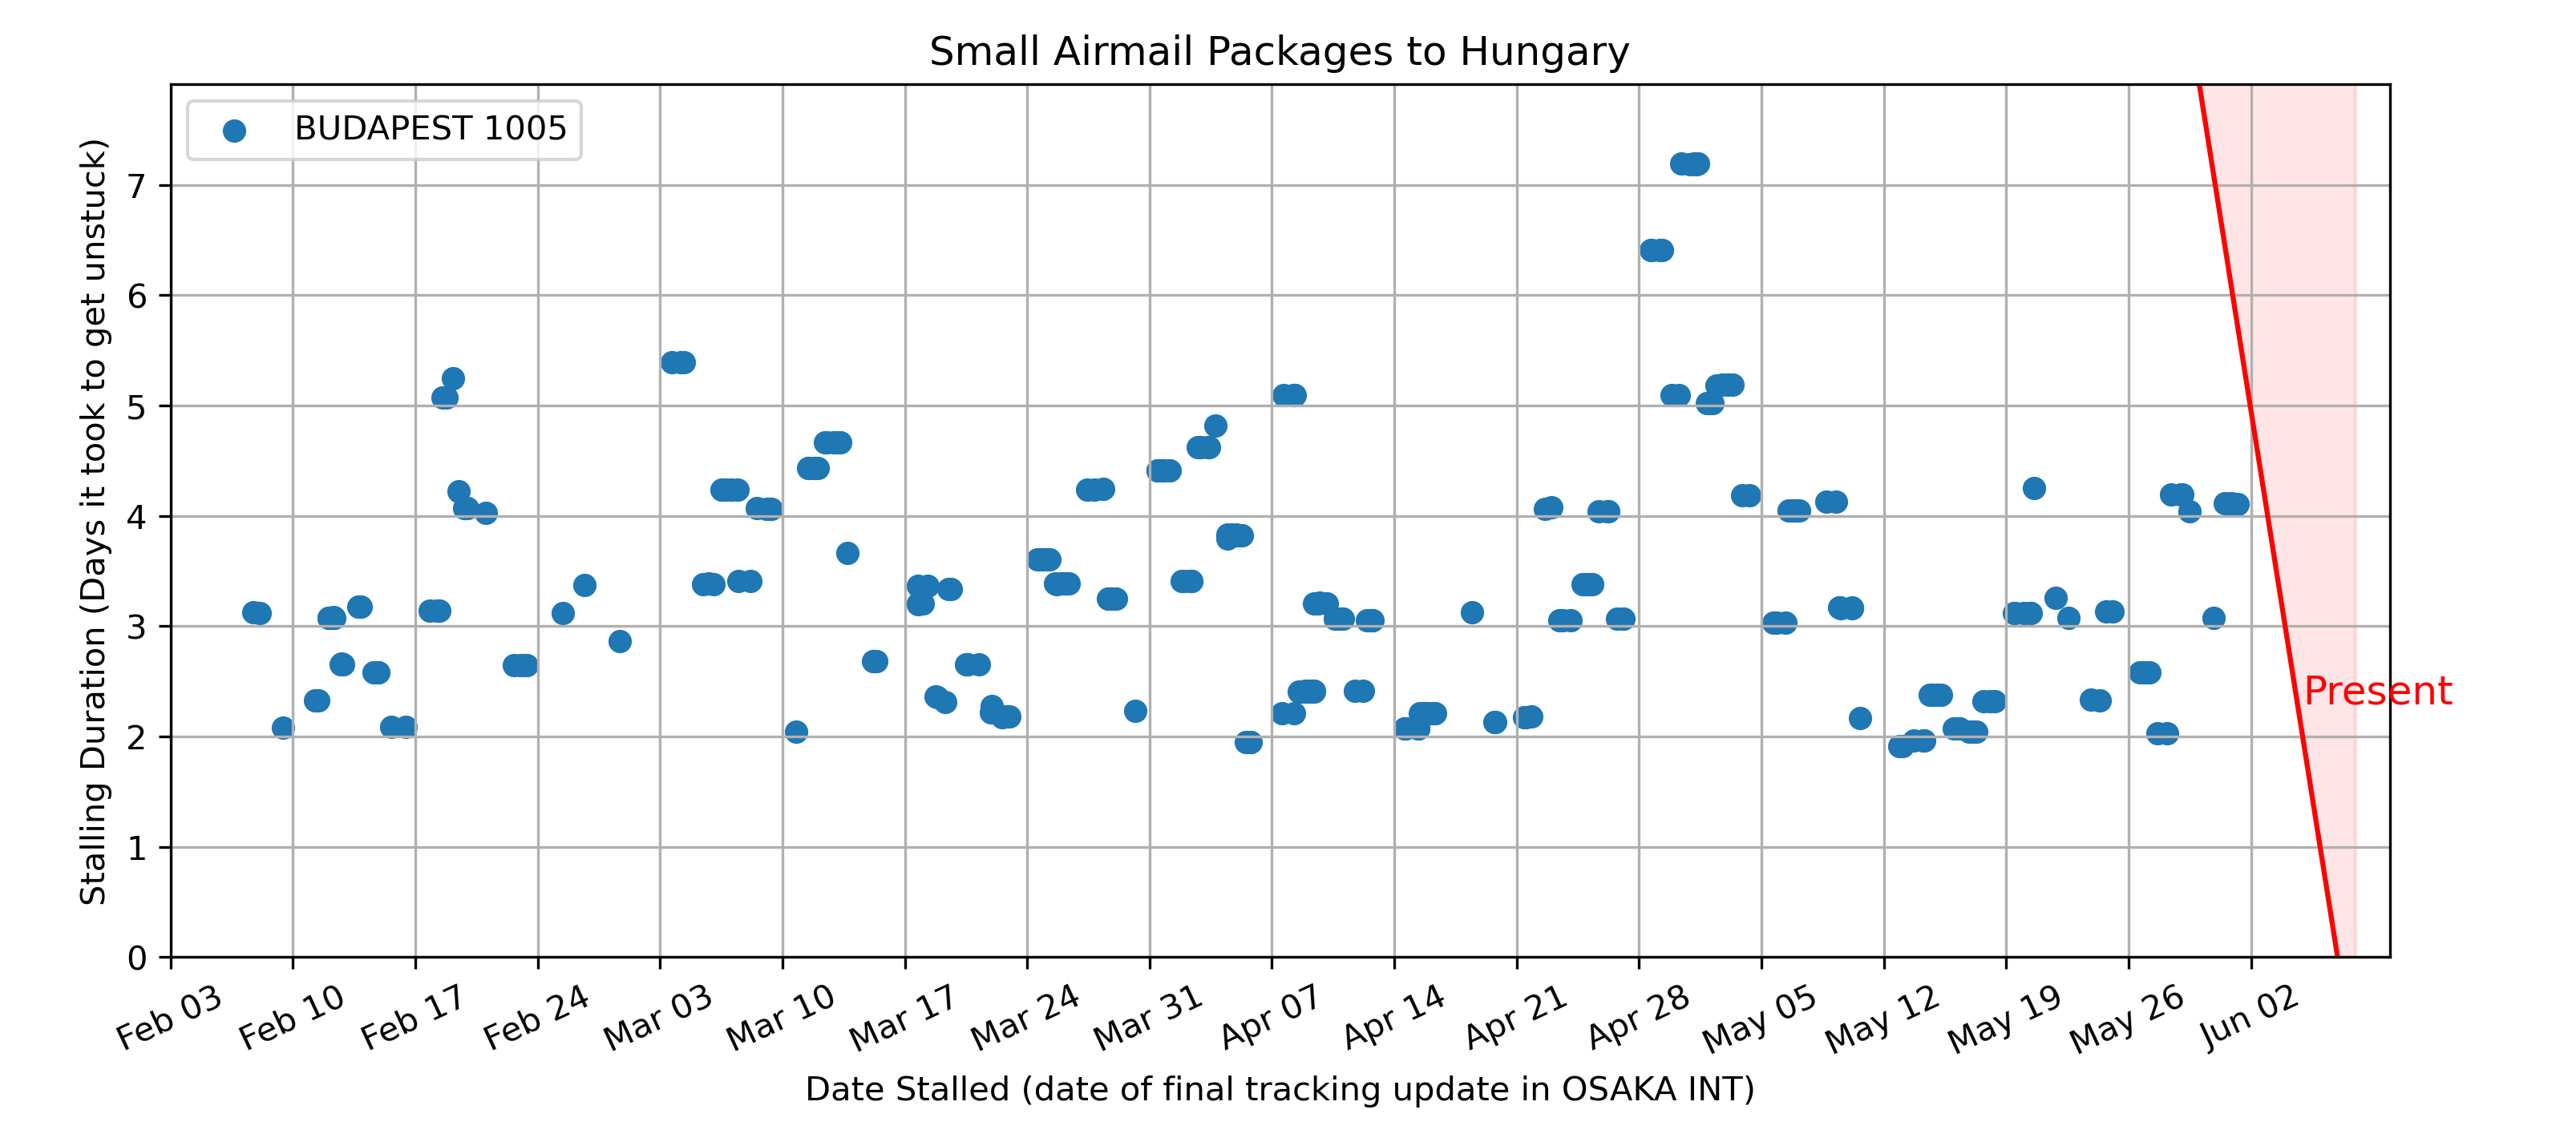 Small Airmail Packages to Hungary
BUDAPEST 1005
Stalling Duration (Days it took to get unstuck)
7
6
5
4
3
2
1
0
Present
Feb 03 Feb 10 Feb 17 Feb 24 Mar 03 Mar 10 Mar 17 Mar 24 Mar 31 Apr 07 Apr 14 Apr 21 Apr 28 May 05 May 12 May 19 May 26 Jun 02
Date Stalled (date of final tracking update in OSAKA INT)